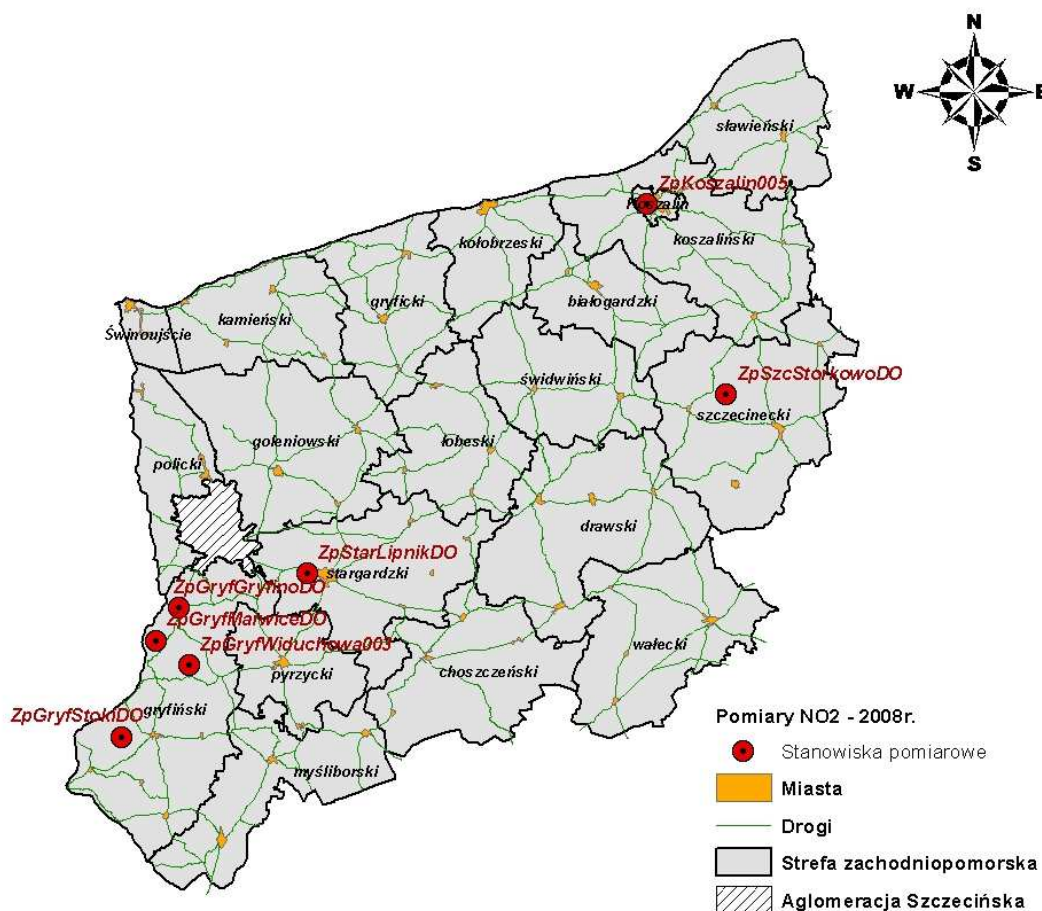 N
W E
S
sławieński
ZpKoszalin005
Koszalin
kołobrzeski
koszaliński
gryficki
białogardzki
kamieński
Świnoujście
świdwiński
ZpSzcStorkowoDO
szczecinecki
goleniowski
łobeski
policki
drawski
ZpStarLipnikDO
stargardzki
ZpGryfGryfinoDO
ZpGryfMarwiceDO
ZpGryfWiduchowa003
wałecki
pyrzycki
choszczeński
ZpGryfStokiDO
gryfiński
myśliborski
Pomiary NO2 - 2008r.
Stanowiska pomiarowe
Miasta
Drogi
Strefa zachodniopomorska
Aglomeracja Szczecińska